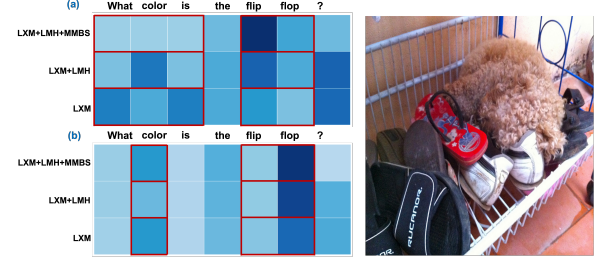 (a) What color is the flip flop ?
LXM+LMH+MMBS
LXM+LMH
LXM
(b) What color is the flip flop ?
LXM+LMH+MMBS
LXM+LMH
LXM
RUCANOR.